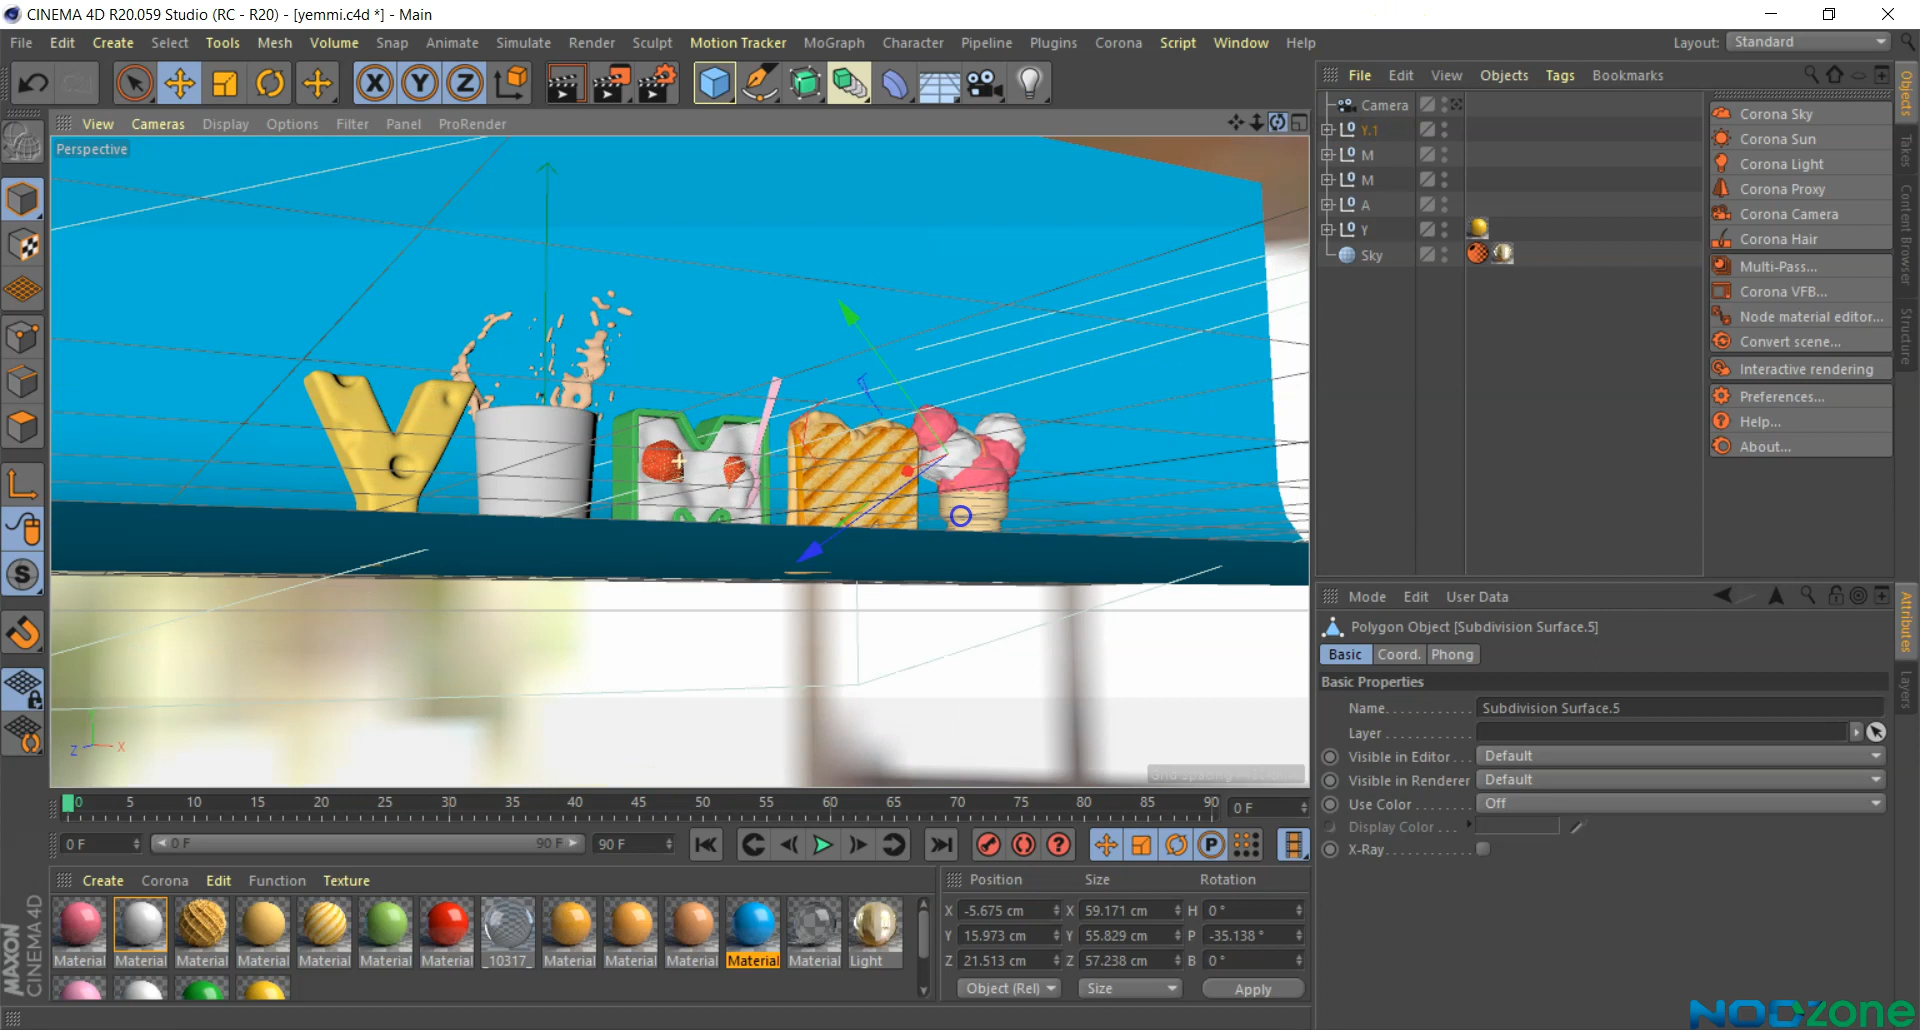 CINEMA 4D R20.059 Studio (RC - R20) - [yemmi.c4d *] - Main
File Edit Create Select Tools Mesh Volume Snap Animate Simulate Render Sculpt Motion Tracker MoGraph Character Pipeline Plugins Corona Script Window Help Layout: Standard
X Y Z
View Cameras Display Options Filter Panel ProRender
Perspective
File Edit View Objects Tags Bookmarks
Camera
Y.1
M
M
A
Y
Sky
Corona Sky
Corona Sun
Corona Light
Corona Proxy
Corona Camera
Corona Hair
Multi-Pass...
Corona VFB...
Node material editor...
Convert scene...
Interactive rendering
Preferences...
Help...
About...
Objects
Takes
Content Browser
Structure
S
Z X
Mode Edit User Data
Polygon Object [Subdivision Surface.5]
Basic Coord. Phong
Basic Properties
Name Subdivision Surface.5
Layer
Visible in Editor Default
Visible in Renderer Default
Use Color Off
Display Color
X-Ray
Attributes
Layers
0 5 10 15 20 25 30 35 40 45 50 55 60 65 70 75 80 85 90 0 F
0 F 0 F 90 F 90 F P
Create Corona Edit Function Texture
Material Material Material Material Material Material Material _10317_ Material Material Material Material Material Light
Position Size Rotation
X -5.675 cm X 59.171 cm H 0 °
Y 15.973 cm Y 55.829 cm P -35.138 °
Z 21.513 cm Z 57.238 cm B 0 °
Object (Rel) Size Apply
MAXON
CINEMA 4D
NODzone